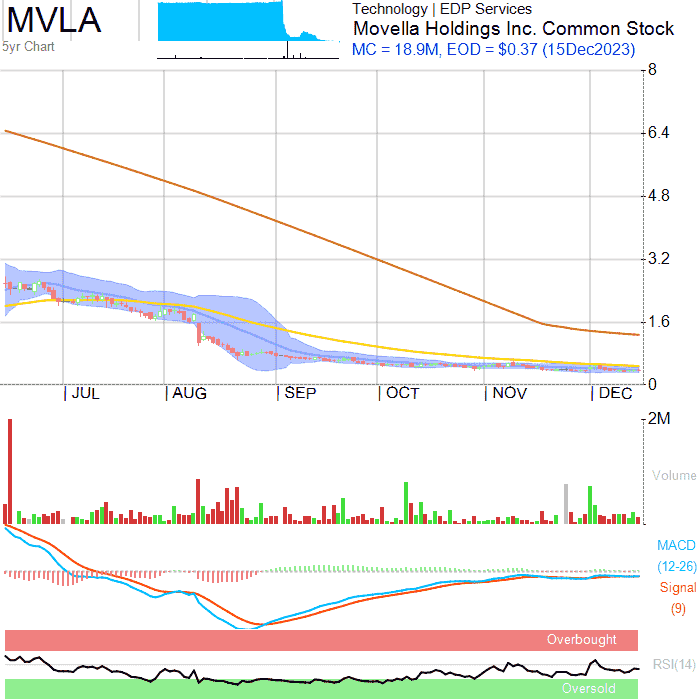 MVLA
5yr Chart
Technology | EDP Services
Movella Holdings Inc. Common Stock
MC = 18.9M, EOD = $0.37 (15Dec2023)
8
6.4
4.8
3.2
1.6
0
JUL
AUG
SEP
OCT
NOV
DEC
2M
Volume
MACD
(12-26)
Signal
(9)
Overbought
RSI(14)
Oversold